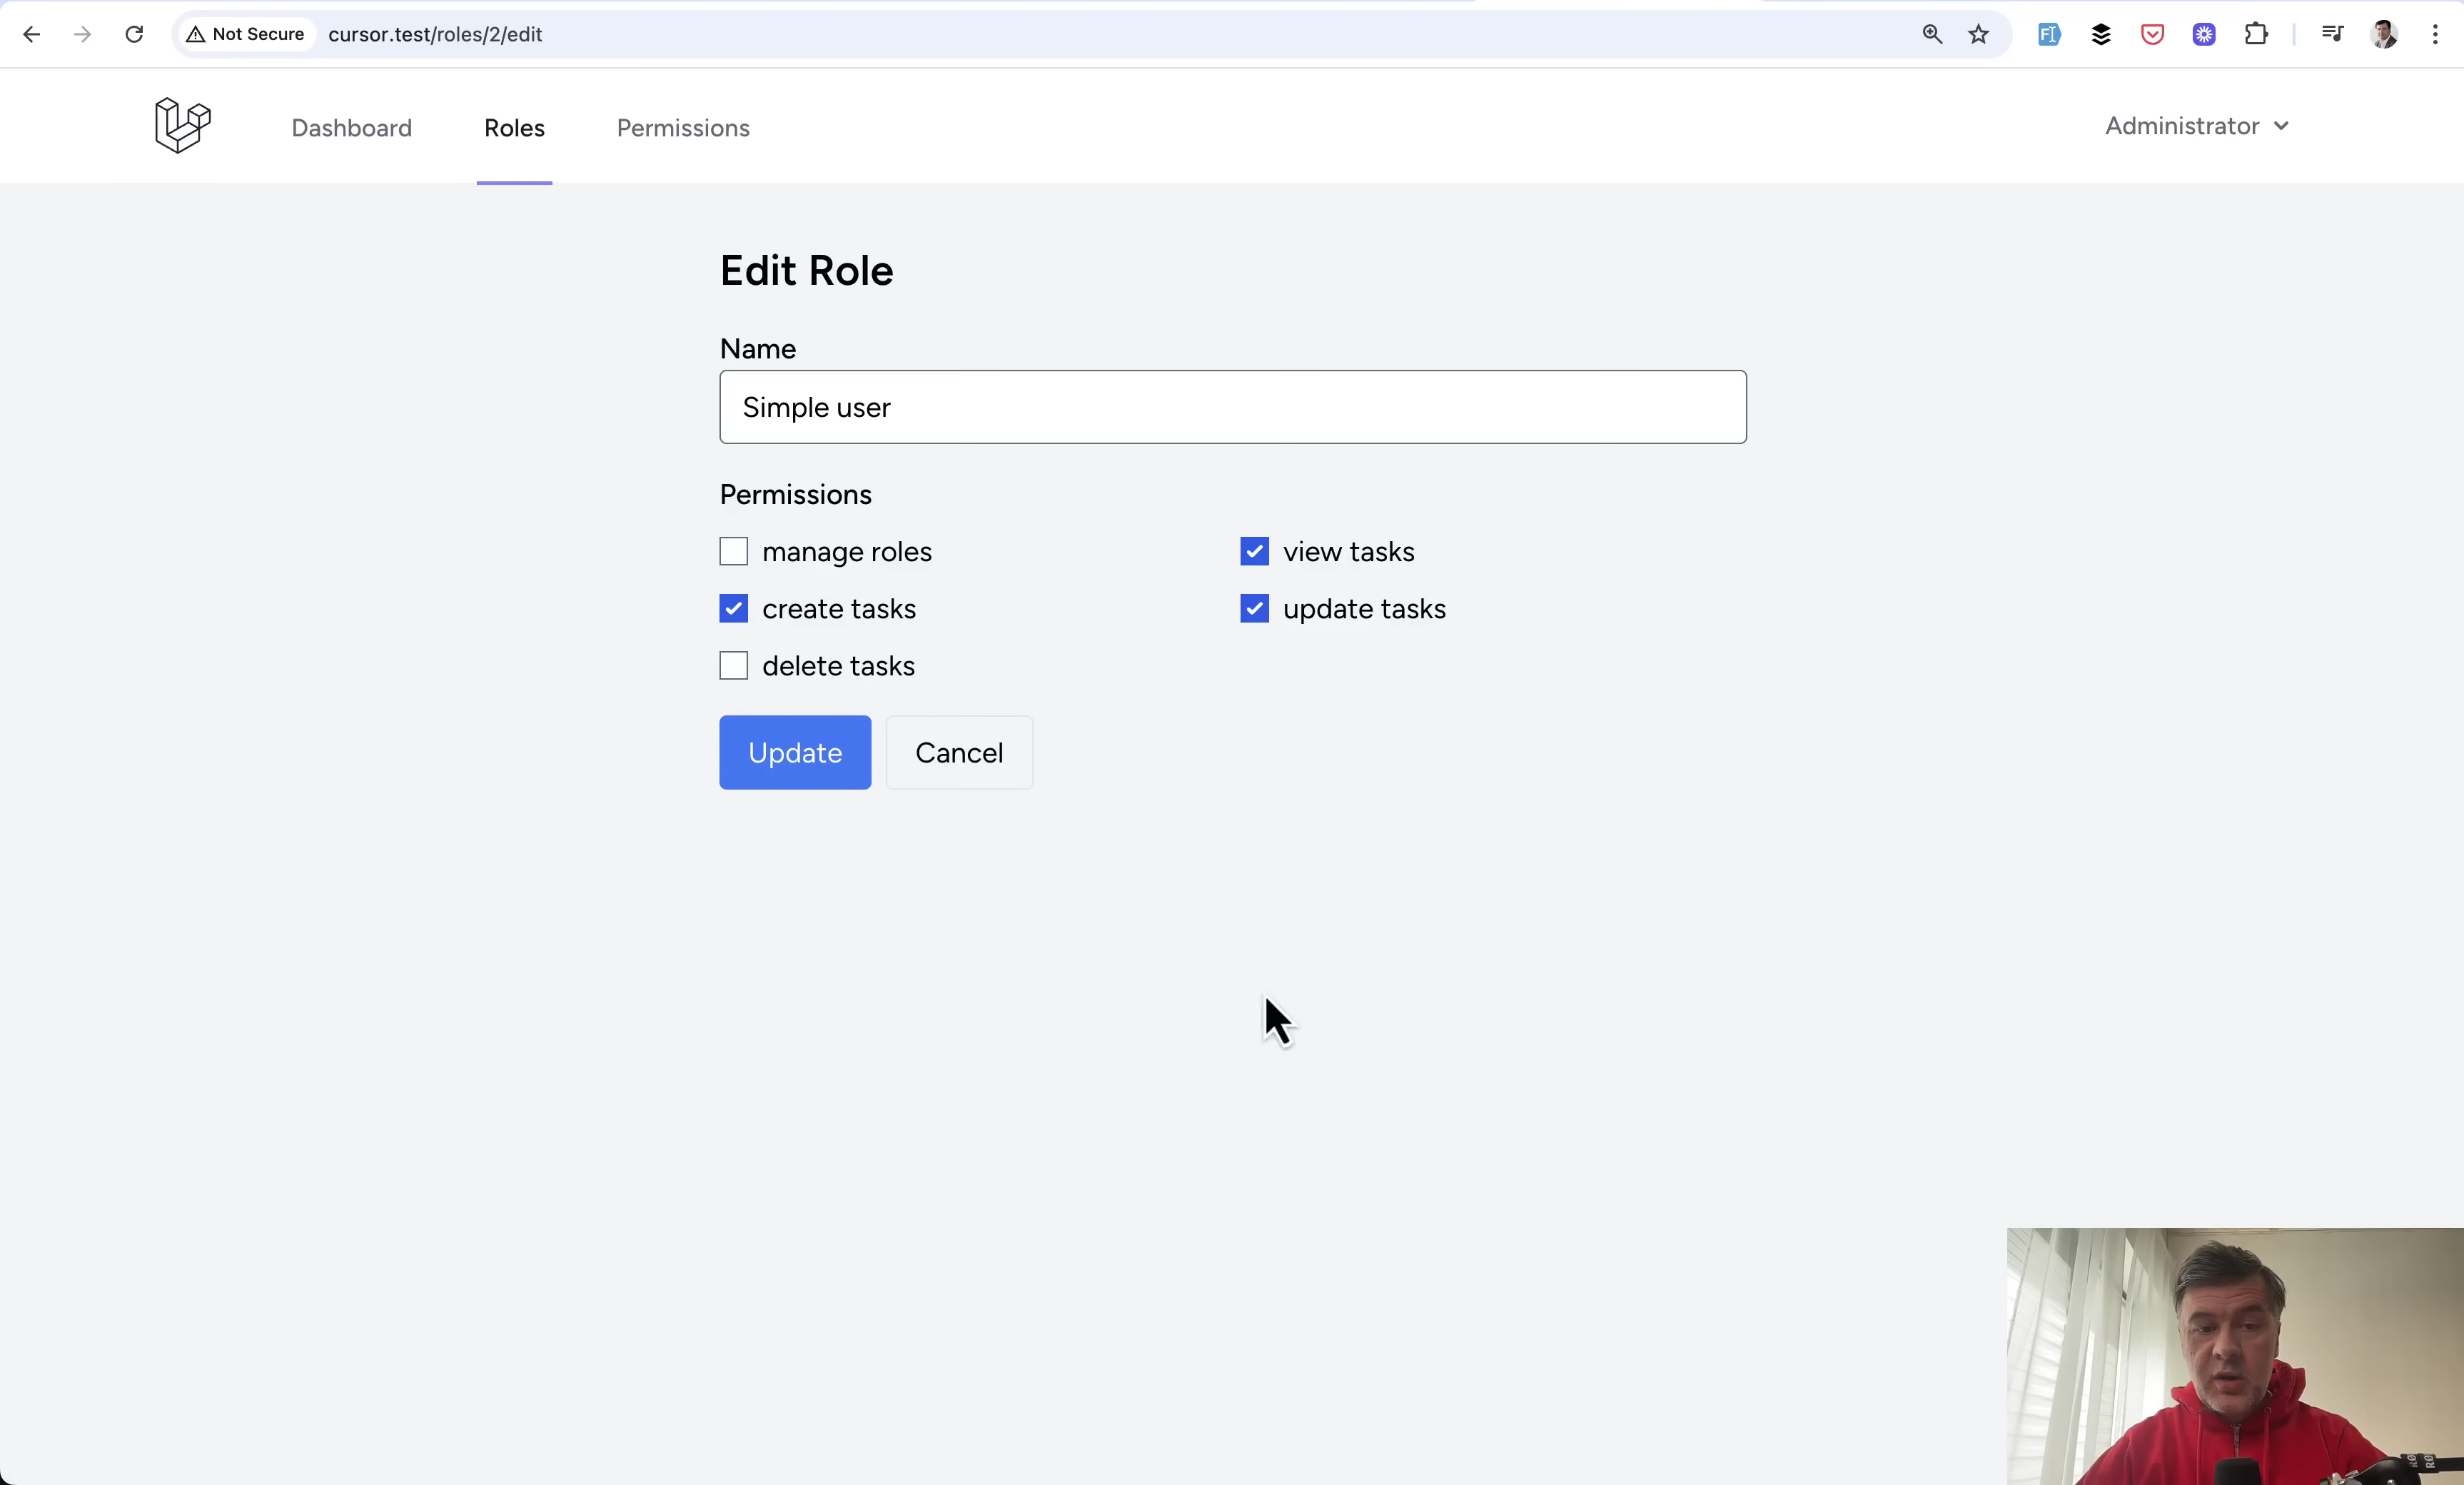 Not Secure cursor.test/roles/2/edit
Dashboard Roles Permissions Administrator
Edit Role
Name
Simple user
Permissions
manage roles view tasks
create tasks update tasks
delete tasks
Update Cancel